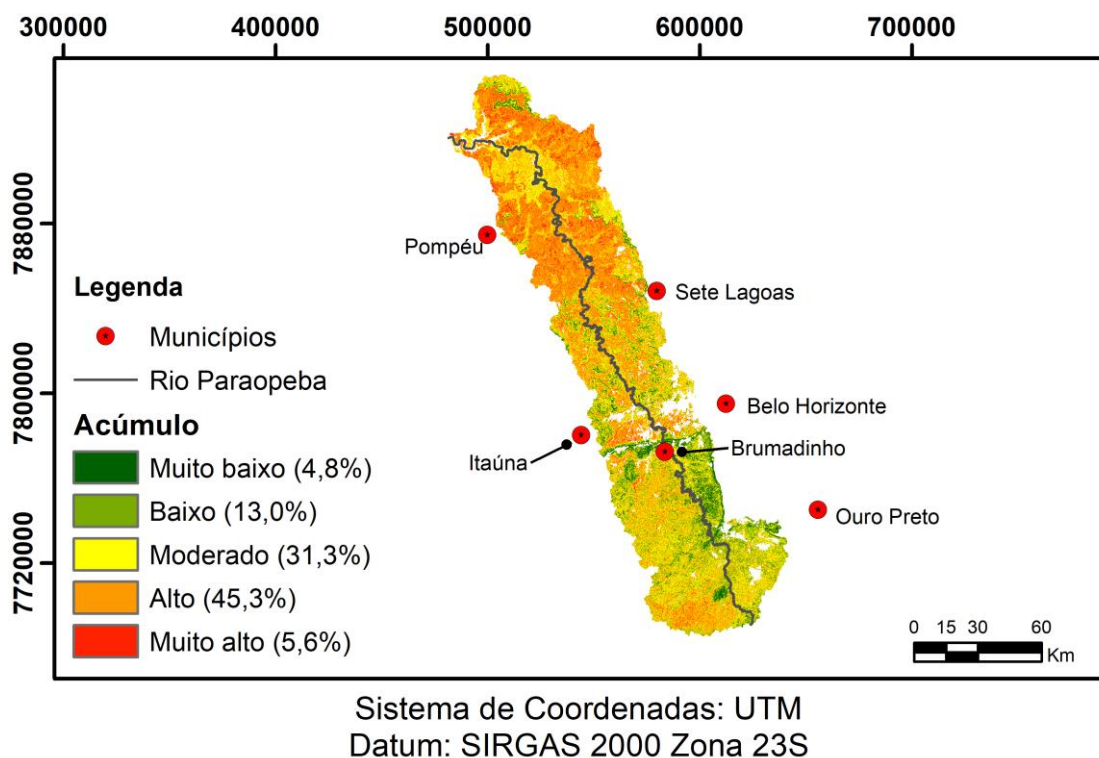 300000 400000 500000 600000 700000
7880000
7800000
7720000
Pompéu
Sete Lagoas
Belo Horizonte
Itaúna
Brumadinho
Ouro Preto
Legenda
Municípios
Rio Paraopeba
Acúmulo
Muito baixo (4,8%)
Baixo (13,0%)
Moderado (31,3%)
Alto (45,3%)
Muito alto (5,6%)
0 15 30 60
Km
Sistema de Coordenadas: UTM
Datum: SIRGAS 2000 Zona 23S